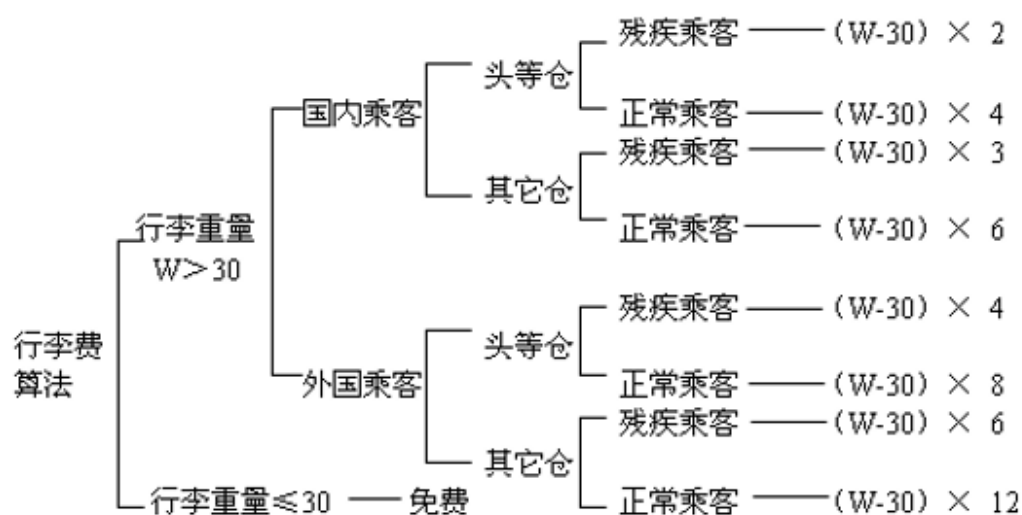 残疾乘客 (W-30) × 2
头等仓
国内乘客
正常乘客 (W-30) × 4
残疾乘客 (W-30) × 3
其它仓
行李重量
W>30
正常乘客 (W-30) × 6
残疾乘客 (W-30) × 4
头等仓
行李费
算法
外国乘客
正常乘客 (W-30) × 8
残疾乘客 (W-30) × 6
其它仓
行李重量≤30 免费
正常乘客 (W-30) × 12